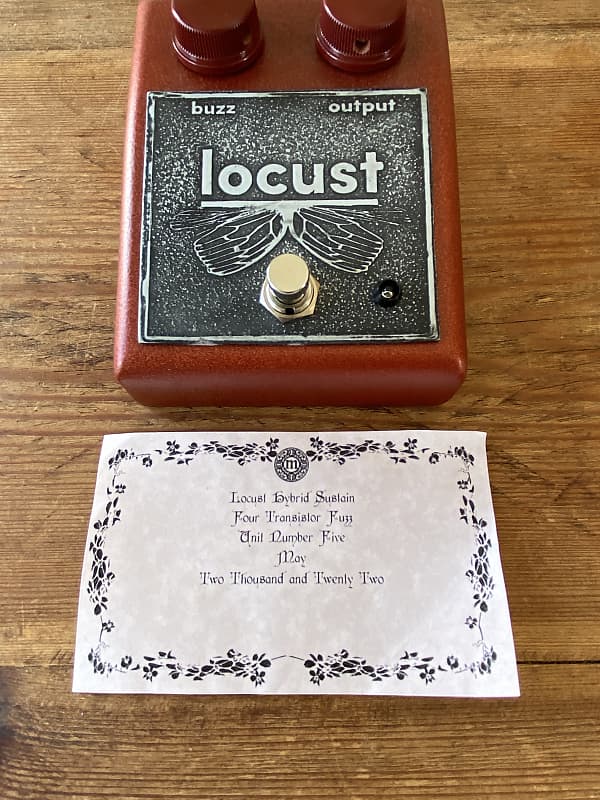 buzz output
locust
m
Locust Hybrid Sustain
Four Transistor Fuzz
Unit Number Five
May
Two Thousand and Twenty Two